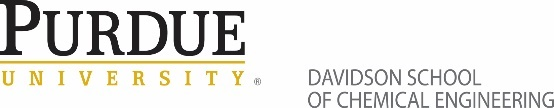 PURDUE
UNIVERSITY®
DAVIDSON SCHOOL
OF CHEMICAL ENGINEERING